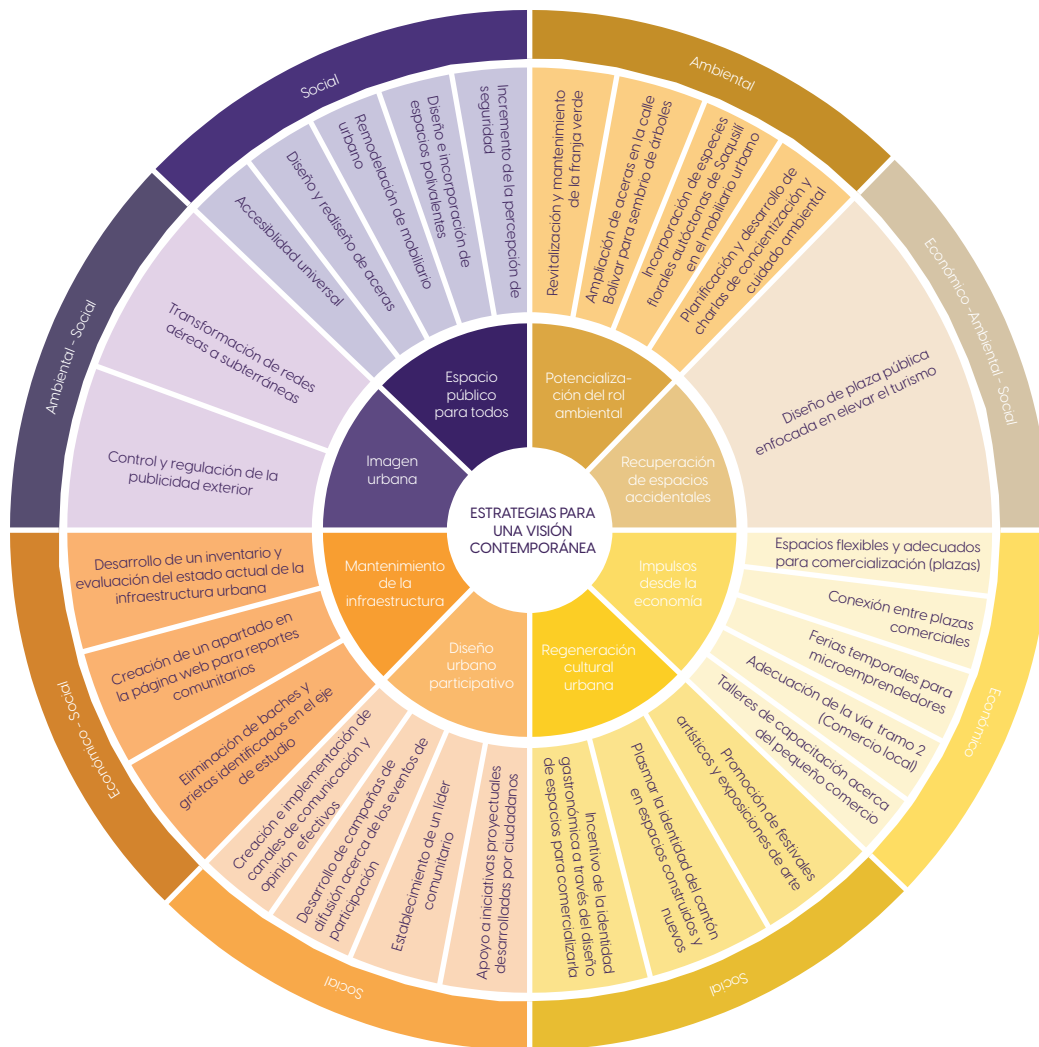 ESTRATEGIAS PARA
UNA VISIÓN
CONTEMPORÁNEA
Ambiental
Potencializa-
ción del rol
ambiental
Revitalización y mantenimiento
de la franja verde
Ampliación de aceras en la calle
Bolivar para sembrio de árboles
Incorporación de especies
florales autóctonas de Saqusilí
en el mobiliario urbano
Planificación y desarrollo de
charlas de concientización y
cuidado ambiental
Económico -Ambiental - Social
Recuperación
de espacios
accidentales
Diseño de plaza pública
enfocada en elevar el turismo
Económico
Impulsos
desde la
economía
Espacios flexibles y adecuados
para comercialización (plazas)
Conexión entre plazas
comerciales
Ferias temporales para
microemprendedores
Adecuación de la vía tramo 2
(Comercio local)
Talleres de capacitación acerca
del pequeño comercio
Social
Regeneración
cultural
urbana
Promoción de festivales
artísticos y exposiciones de arte
Plasmar la identidad del cantón
en espacios construidos y
nuevos
Incentivo de la identidad
gastronómica a través del diseño
de espacios para comercializarla
Social
Diseño
urbano
participativo
Apoyo a iniciativas proyectuales
desarrolladas por ciudadanos
Establecimiento de un líder
comunitario
Desarrollo de campañas de
difusión acerca de los eventos de
participación
Creación e implementación de
canales de comunicación y
opinión efectivos
Económico - Social
Mantenimiento
de la
infraestructura
Eliminación de baches y
grietas identificados en el eje
de estudio
Creación de un apartado en
la página web para reportes
comunitarios
Desarrollo de un inventario y
evaluación del estado actual de la
infraestructura urbana
Ambiental - Social
Imagen
urbana
Control y regulación de la
publicidad exterior
Transformación de redes
aéreas a subterráneas
Social
Espacio
público
para todos
Accesiblidad universal
Diseño y rediseño de aceras
Remodelación de mobiliario
urbano
Diseño e incorporación de
espacios polivalentes
Incremento de la percepción de
seguridad